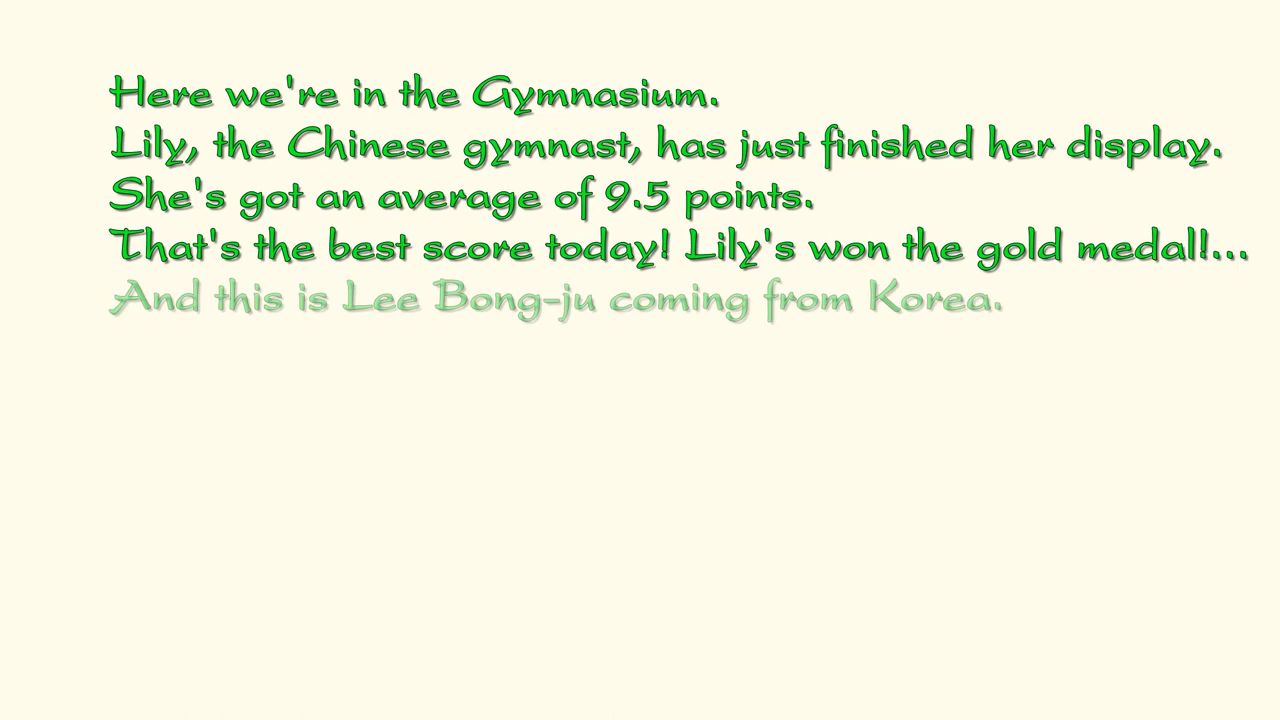 Here we're in the Gymnasium.
Lily, the Chinese gymnast, has just finished her display.
She's got an average of 9.5 points.
That's the best score today! Lily's won the gold medal!...
And this is Lee Bong-ju coming from Korea.